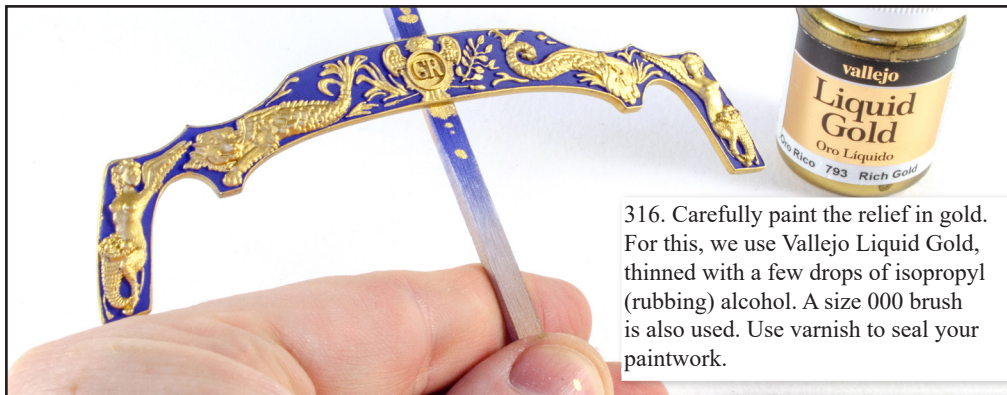 GR
vallejo
Liquid
Gold
Oro Líquido
Oro Rico 793 Rich Gold
316. Carefully paint the relief in gold.
For this, we use Vallejo Liquid Gold,
thinned with a few drops of isopropyl
(rubbing) alcohol. A size 000 brush
is also used. Use varnish to seal your
paintwork.